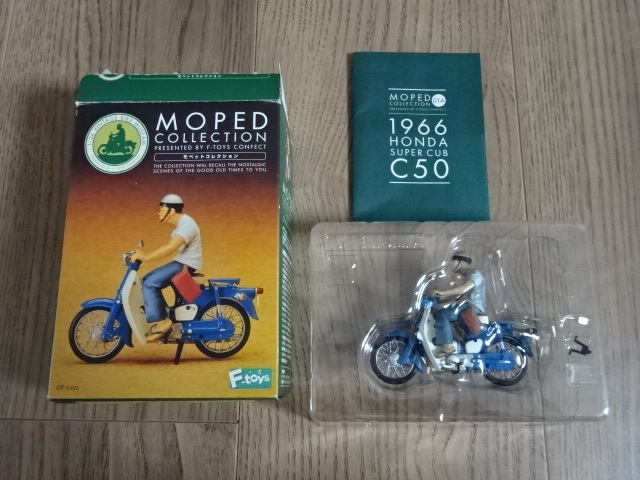 MOPED
COLLECTION
PRESENTED BY F-TOYS CONFECT
モペットコレクション
THE COLLECTION WILL RECALL THE NOSTALGIC
SCENES OF THE GOOD OLD TIMES TO YOU.
F.toys
©F-toys
MOPED
COLLECTION 01A
PRESENTED BY F-TOYS CONFECT
1966
HONDA
SUPER CUB
C50